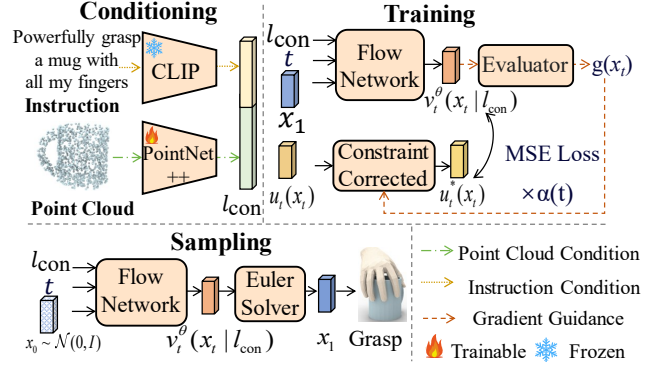 Conditioning
Powerfully grasp
a mug with
all my fingers
Instruction
CLIP
PointNet
++
Point Cloud
l_con
Training
l_con
t
x_1
Flow
Network
v_t^θ(x_t | l_con)
Evaluator
g(x_t)
u_t(x_t)
Constraint
Corrected
u_t^*(x_t)
MSE Loss
×α(t)
Sampling
l_con
t
x_0 ~ N(0, I)
Flow
Network
v_t^θ(x_t | l_con)
Euler
Solver
x_1
Grasp
Point Cloud Condition
Instruction Condition
Gradient Guidance
Trainable
Frozen